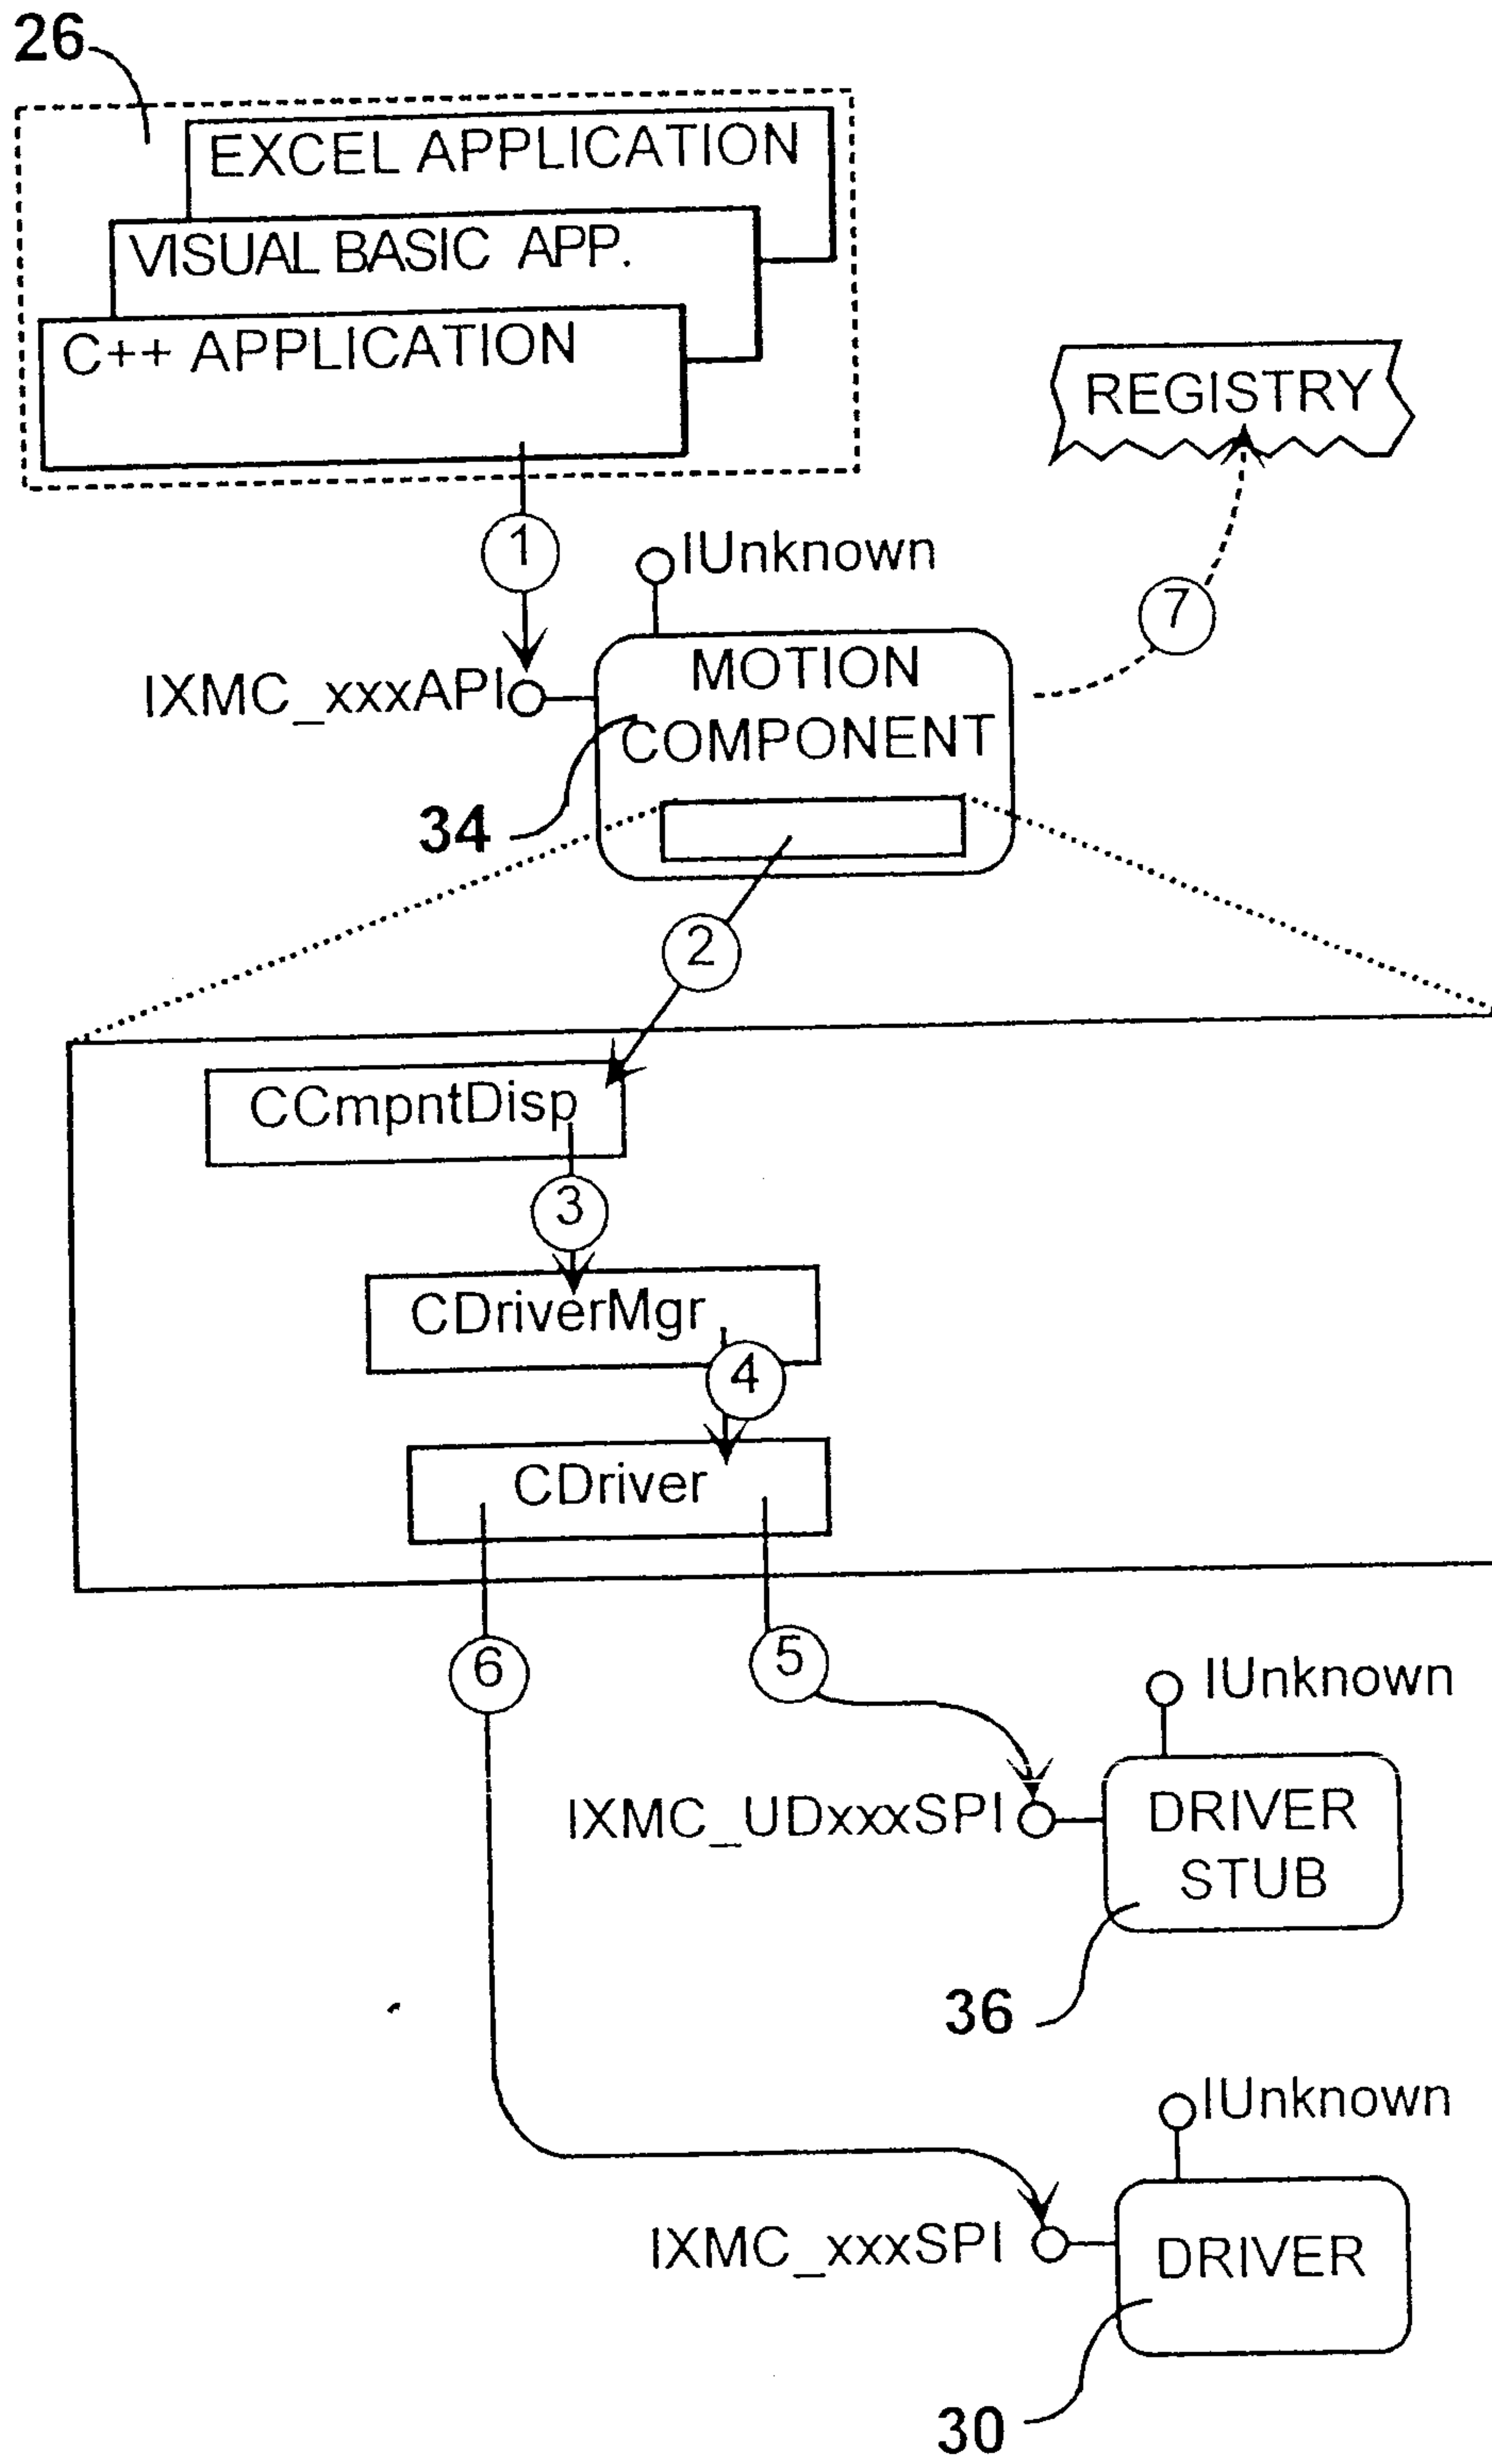 26
EXCEL APPLICATION
VISUAL BASIC APP.
C++ APPLICATION
REGISTRY
1
IUnknown
7
IXMC_xxxAPI
MOTION
COMPONENT
34
2
CCmpntDisp
3
CDriverMgr
4
CDriver
6
5
IUnknown
IXMC_UDxxxSPI
DRIVER
STUB
36
IUnknown
IXMC_xxxSPI
DRIVER
30